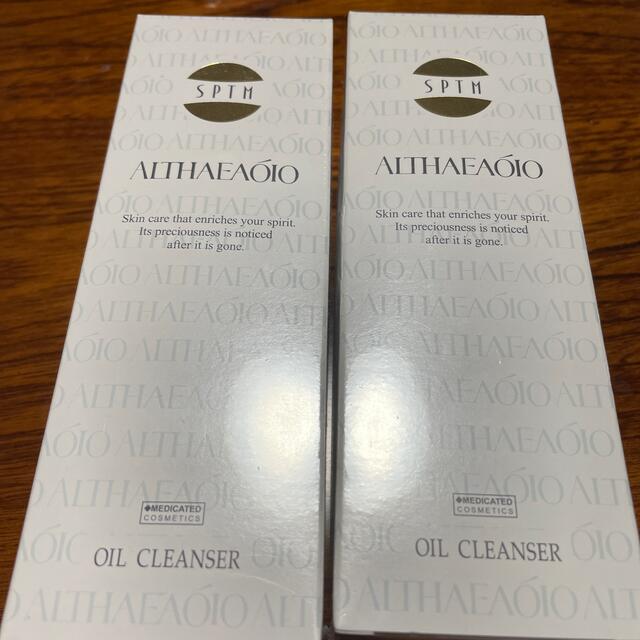 SPTM
ALTHAEAÓIO
Skin care that enriches your spirit.
Its preciousness is noticed
after it is gone.
MEDICATED
COSMETICS
OIL CLEANSER
SPTM
ALTHAEAÓIO
Skin care that enriches your spirit.
Its preciousness is noticed
after it is gone.
MEDICATED
COSMETICS
OIL CLEANSER